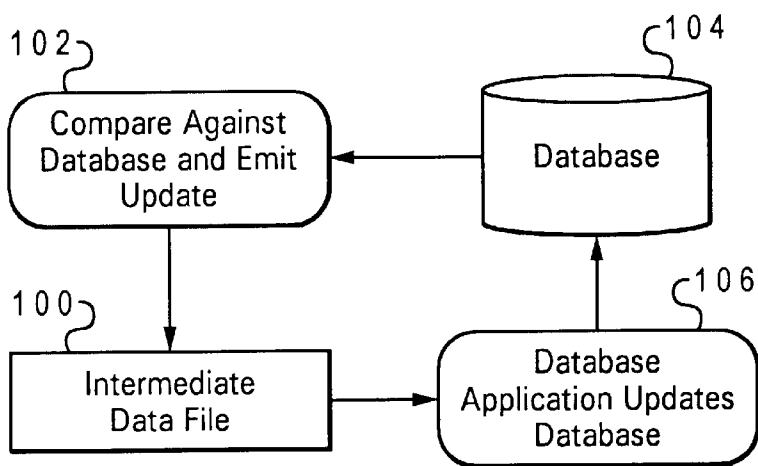 102
Compare Against
Database and Emit
Update
104
Database
100
Intermediate
Data File
106
Database
Application Updates
Database